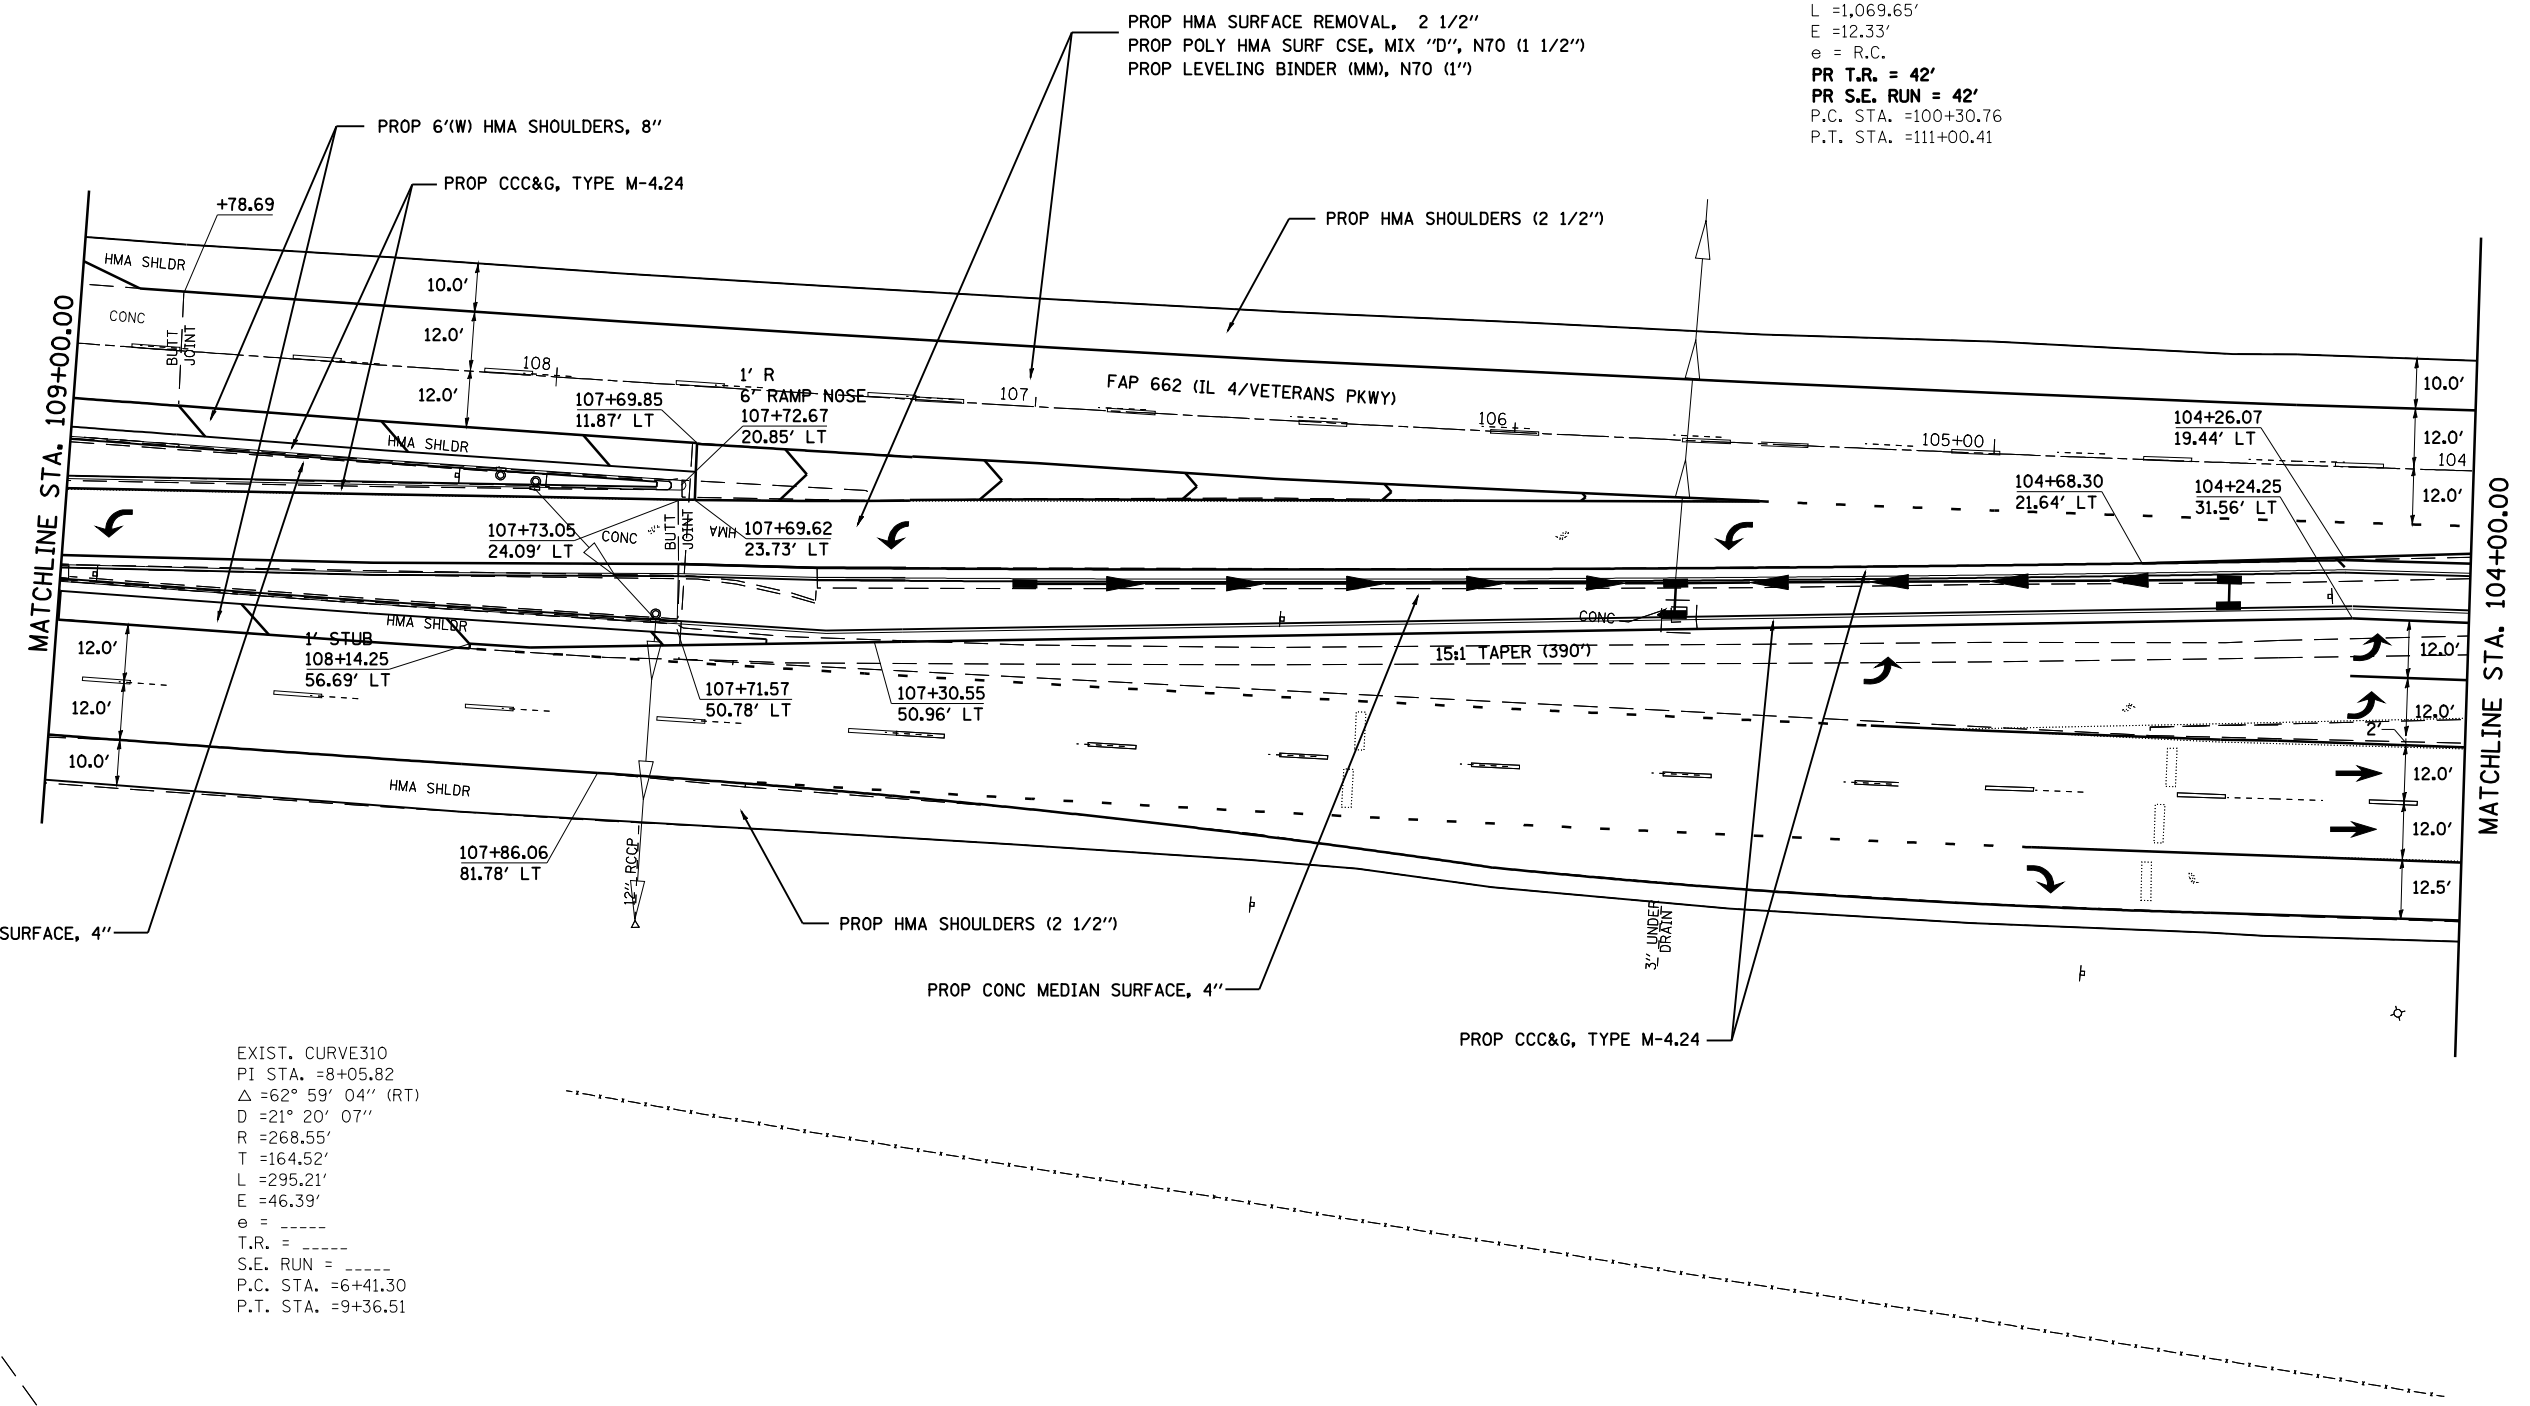 L =1,069.65'
E =12.33'
e = R.C.
PR T.R. = 42'
PR S.E. RUN = 42'
P.C. STA. =100+30.76
P.T. STA. =111+00.41
PROP HMA SURFACE REMOVAL, 2 1/2"
PROP POLY HMA SURF CSE, MIX "D", N70 (1 1/2")
PROP LEVELING BINDER (MM), N70 (1")
PROP 6'(W) HMA SHOULDERS, 8"
PROP CCC&G, TYPE M-4.24
+78.69
PROP HMA SHOULDERS (2 1/2")
HMA SHLDR
10.0'
CONC
12.0'
BUTT
JOINT
12.0'
MATCHLINE STA. 109+00.00
108
1' R
6' RAMP NOSE
107+69.85
11.87' LT
107+72.67
20.85' LT
107
FAP 662 (IL 4/VETERANS PKWY)
106
105+00
104+26.07
19.44' LT
104
10.0'
12.0'
12.0'
HMA SHLDR
104+68.30
21.64' LT
104+24.25
31.56' LT
107+73.05
24.09' LT
CONC
BUTT
JOINT
HMA
107+69.62
23.73' LT
MATCHLINE STA. 104+00.00
CONC
HMA SHLDR
1' STUB
108+14.25
56.69' LT
12.0'
12.0'
10.0'
15:1 TAPER (390')
107+71.57
50.78' LT
107+30.55
50.96' LT
12.0'
12.0'
2'
12.0'
12.0'
12.5'
HMA SHLDR
107+86.06
81.78' LT
12" RCCP
SURFACE, 4"
PROP HMA SHOULDERS (2 1/2")
3" UNDER
DRAIN
PROP CONC MEDIAN SURFACE, 4"
PROP CCC&G, TYPE M-4.24
EXIST. CURVE310
PI STA. =8+05.82
△ =62° 59' 04" (RT)
D =21° 20' 07"
R =268.55'
T =164.52'
L =295.21'
E =46.39'
e = _____
T.R. = _____
S.E. RUN = _____
P.C. STA. =6+41.30
P.T. STA. =9+36.51